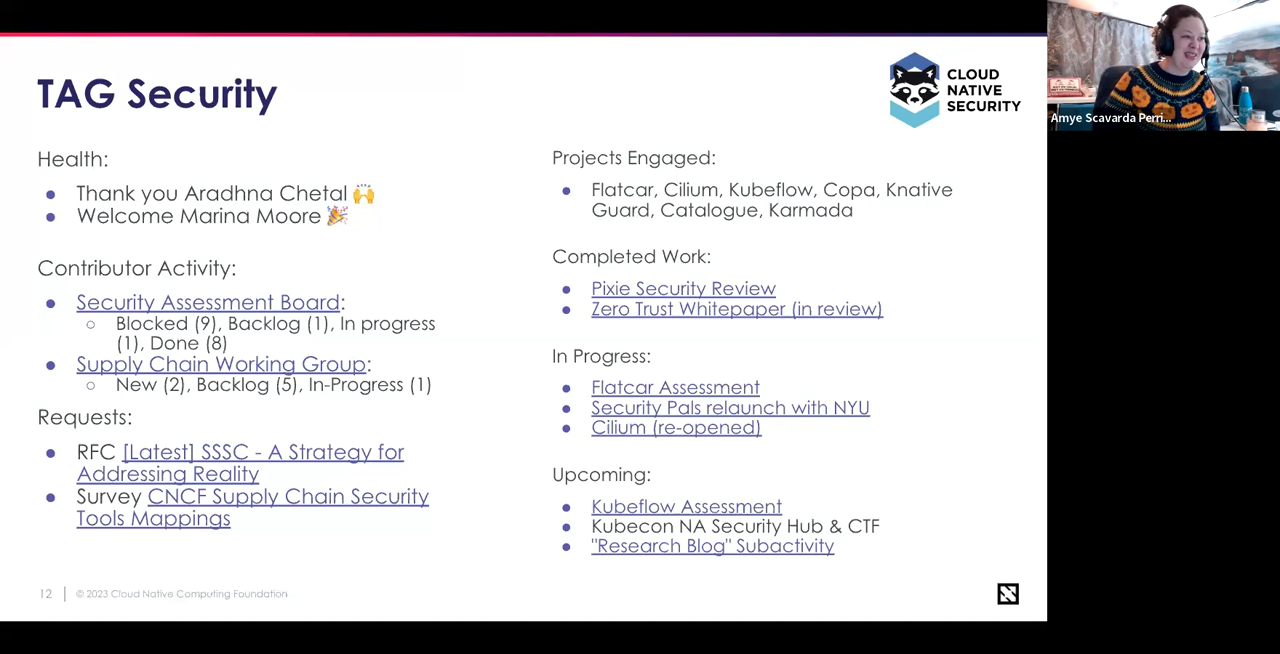 TAG Security
CLOUD
NATIVE
SECURITY
Amye Scavarda Perri...
Health:
Thank you Aradhna Chetal 🙌
Welcome Marina Moore 🎉
Contributor Activity:
Security Assessment Board:
Blocked (9), Backlog (1), In progress
(1), Done (8)
Supply Chain Working Group:
New (2), Backlog (5), In-Progress (1)
Requests:
RFC [Latest] SSSC - A Strategy for
Addressing Reality
Survey CNCF Supply Chain Security
Tools Mappings
Projects Engaged:
Flatcar, Cilium, Kubeflow, Copa, Knative
Guard, Catalogue, Karmada
Completed Work:
Pixie Security Review
Zero Trust Whitepaper (in review)
In Progress:
Flatcar Assessment
Security Pals relaunch with NYU
Cilium (re-opened)
Upcoming:
Kubeflow Assessment
Kubecon NA Security Hub & CTF
"Research Blog" Subactivity
12 | © 2023 Cloud Native Computing Foundation